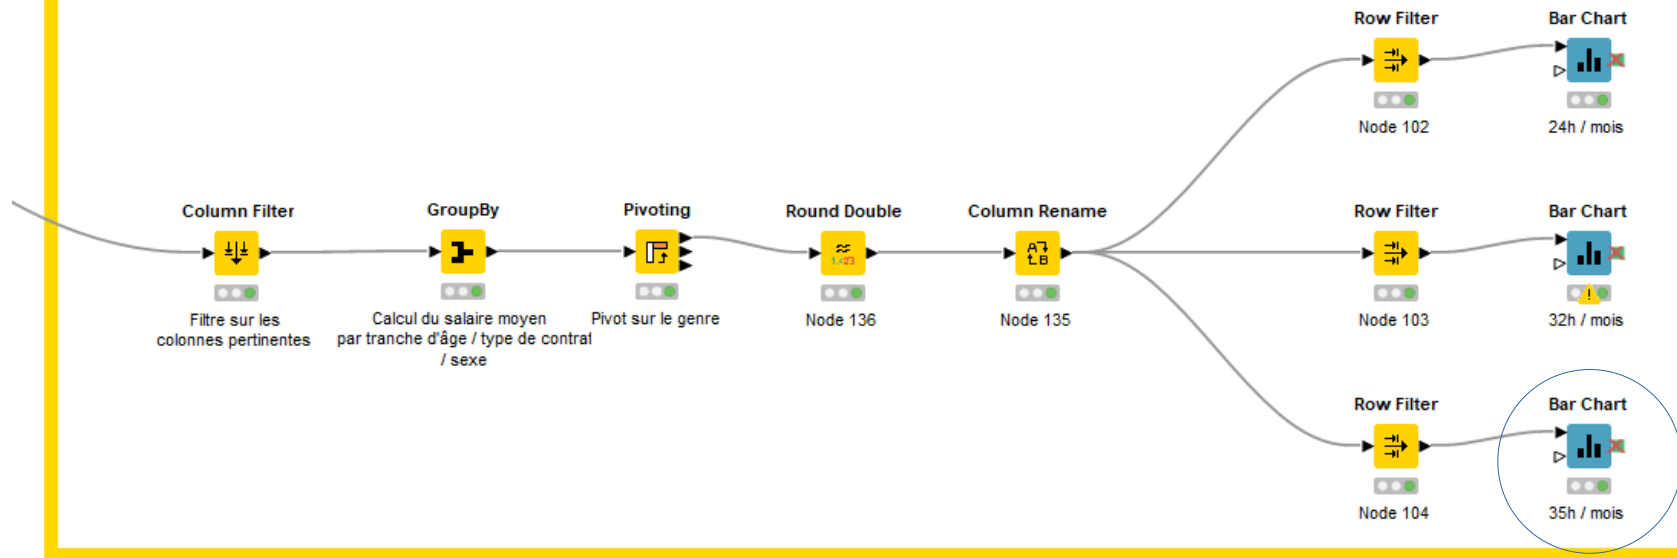 Row Filter
Bar Chart
Node 102
24h / mois
Column Filter
GroupBy
Pivoting
Round Double
Column Rename
Row Filter
Bar Chart
1.423
A
B
Filtre sur les
colonnes pertinentes
Calcul du salaire moyen
par tranche d'âge / type de contrat
/ sexe
Pivot sur le genre
Node 136
Node 135
Node 103
!
32h / mois
Row Filter
Bar Chart
Node 104
35h / mois